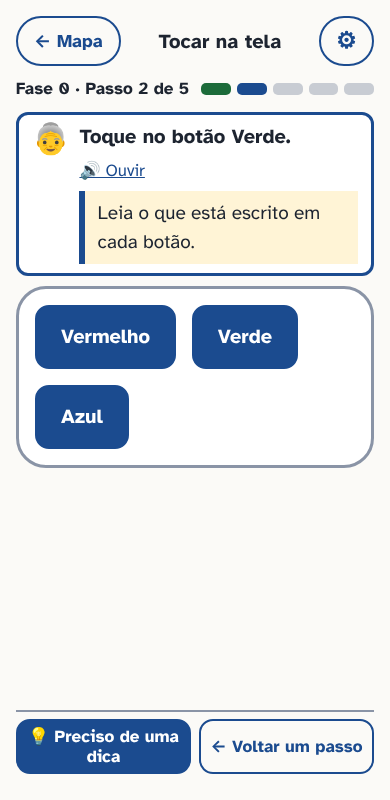 ← Mapa
Tocar na tela
⚙
Fase 0 · Passo 2 de 5
Toque no botão Verde.
🔊 Ouvir
Leia o que está escrito em
cada botão.
Vermelho
Verde
Azul
💡 Preciso de uma
dica
← Voltar um passo